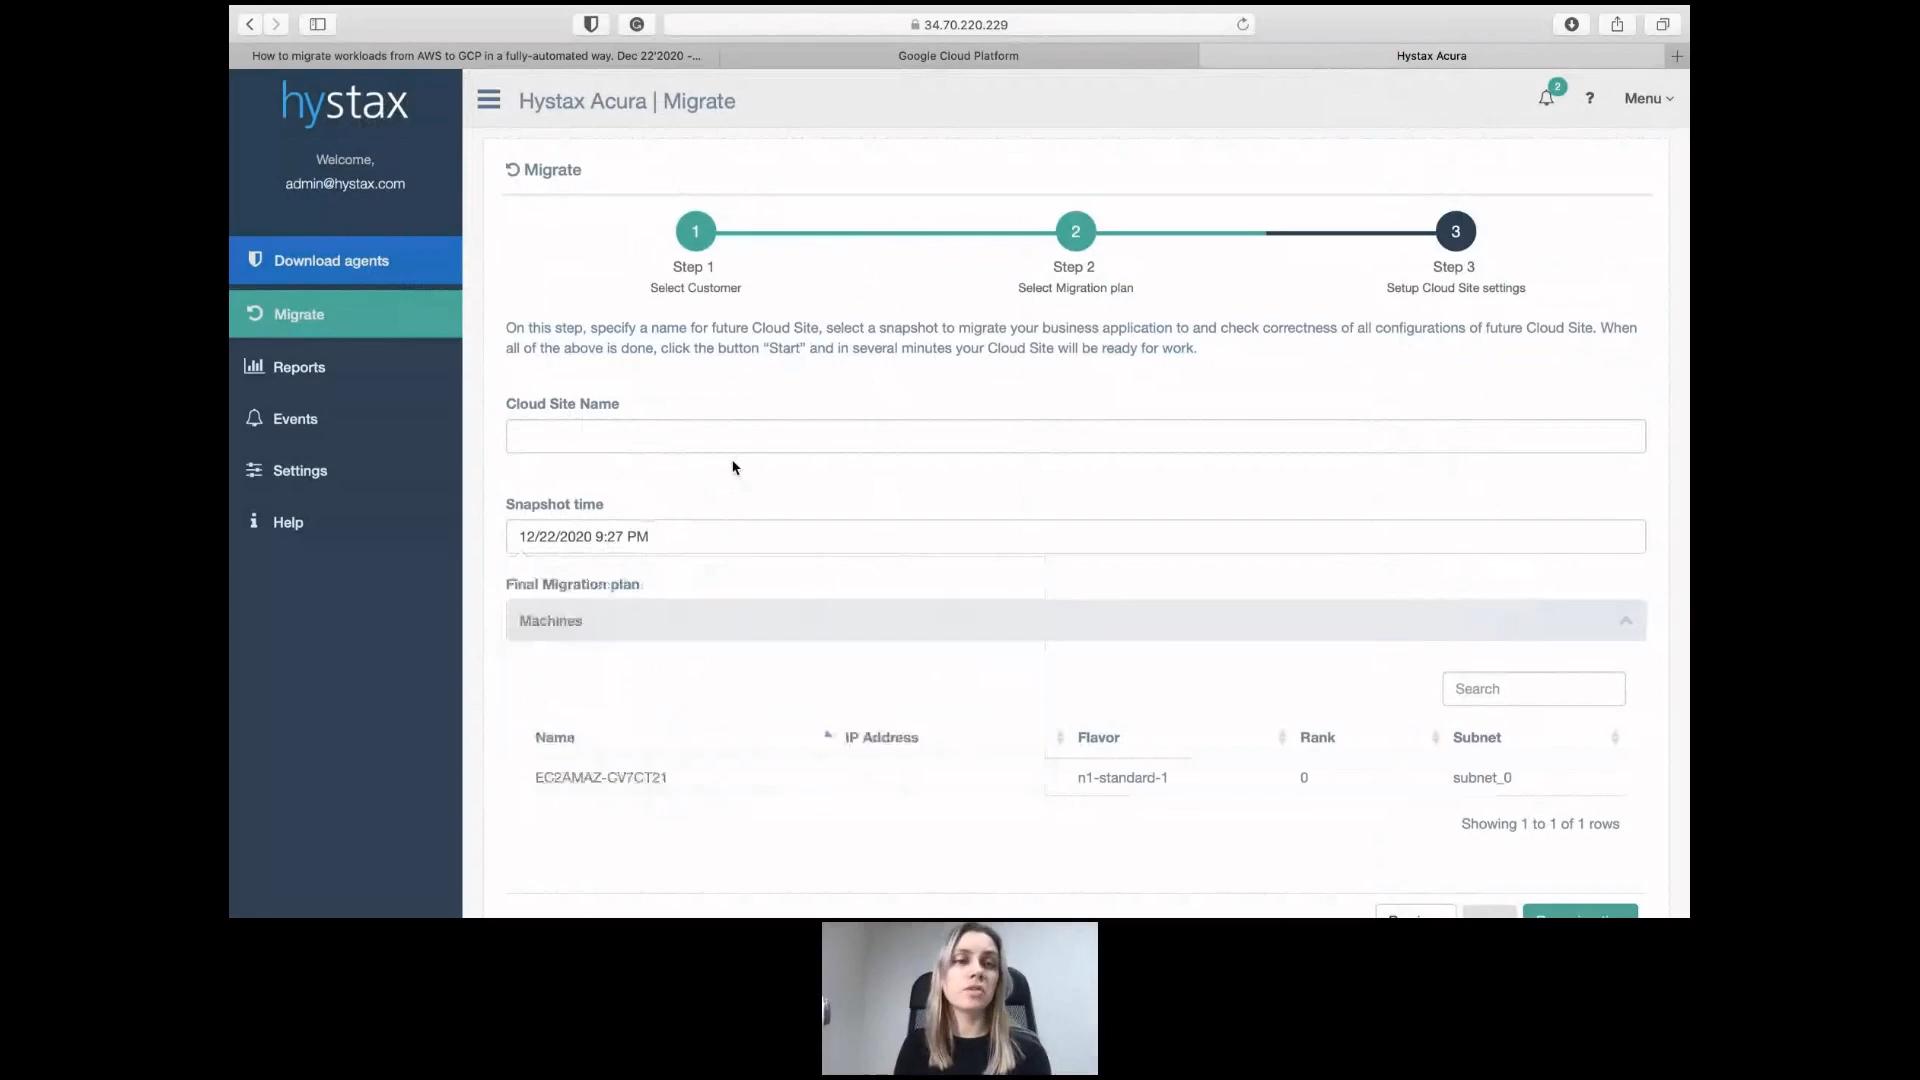 34.70.220.229
How to migrate workloads from AWS to GCP in a fully-automated way. Dec 22'2020 -...
Google Cloud Platform
Hystax Acura
hystax
Welcome,
admin@hystax.com
Download agents
Migrate
Reports
Events
Settings
Help
Hystax Acura | Migrate
2
?
Menu
Migrate
1
2
3
Step 1
Step 2
Step 3
Select Customer
Select Migration plan
Setup Cloud Site settings
On this step, specify a name for future Cloud Site, select a snapshot to migrate your business application to and check correctness of all configurations of future Cloud Site. When
all of the above is done, click the button “Start” and in several minutes your Cloud Site will be ready for work.
Cloud Site Name
Snapshot time
12/22/2020 9:27 PM
Final Migration plan
Machines
Search
Name
IP Address
Flavor
Rank
Subnet
EC2AMAZ-CV7CT21
n1-standard-1
0
subnet_0
Showing 1 to 1 of 1 rows